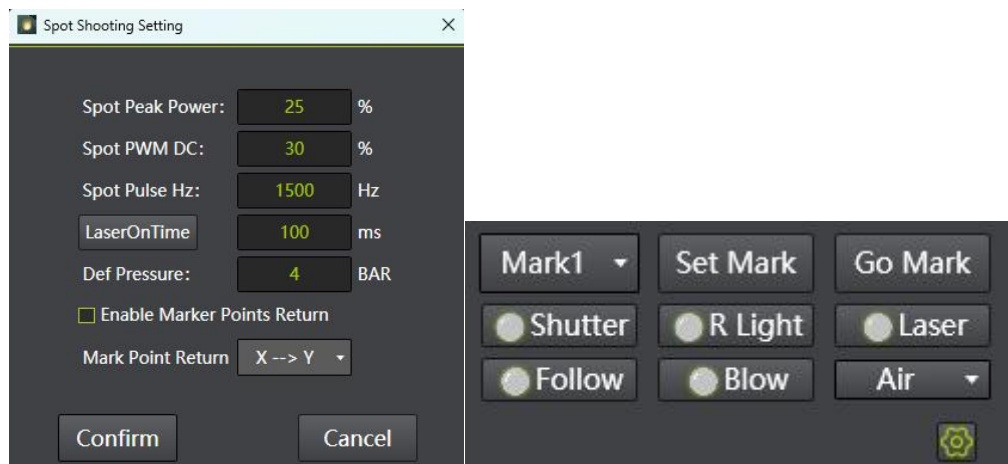 Spot Shooting Setting
Spot Peak Power: 25 %
Spot PWM DC: 30 %
Spot Pulse Hz: 1500 Hz
LaserOnTime 100 ms
Def Pressure: 4 BAR
Enable Marker Points Return
Mark Point Return X --> Y
Confirm Cancel
Mark1 Set Mark Go Mark
Shutter R Light Laser
Follow Blow Air